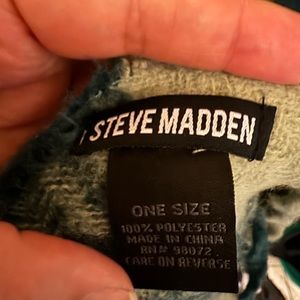 STEVE MADDEN
ONE SIZE
100% POLYESTER
MADE IN CHINA
RN# 98072
CARE ON REVERSE